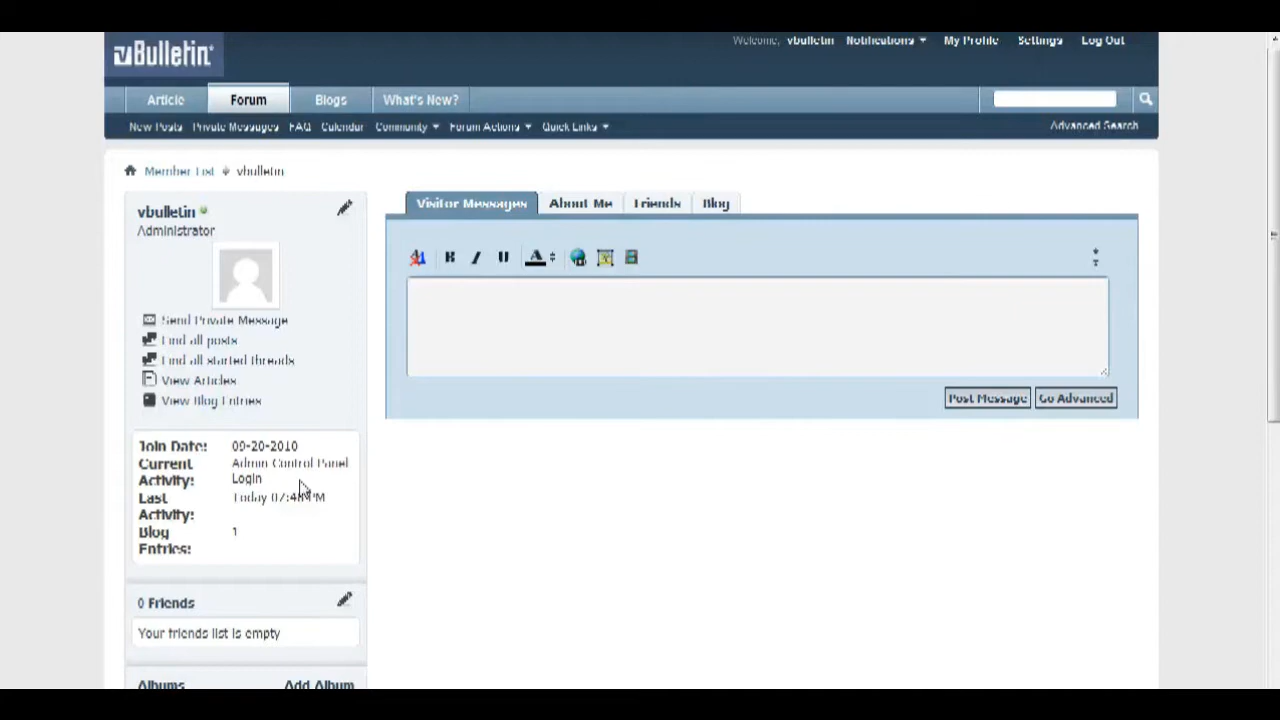 vBulletin
Welcome, vbulletin Notifications My Profile Settings Log Out
Article Forum Blogs What's New?
New Posts Private Messages FAQ Calendar Community Forum Actions Quick Links Advanced Search
Member List vbulletin
vbulletin
Administrator
Send Private Message
Find all posts
Find all started threads
View Articles
View Blog Entries
Join Date: 09-20-2010
Current Activity: Admin Control Panel Login
Last Activity: Today
Blog Entries: 1
0 Friends
Your friends list is empty
Albums Add Album
Visitor Messages About Me Friends Blog
B I U A
Post Message Go Advanced